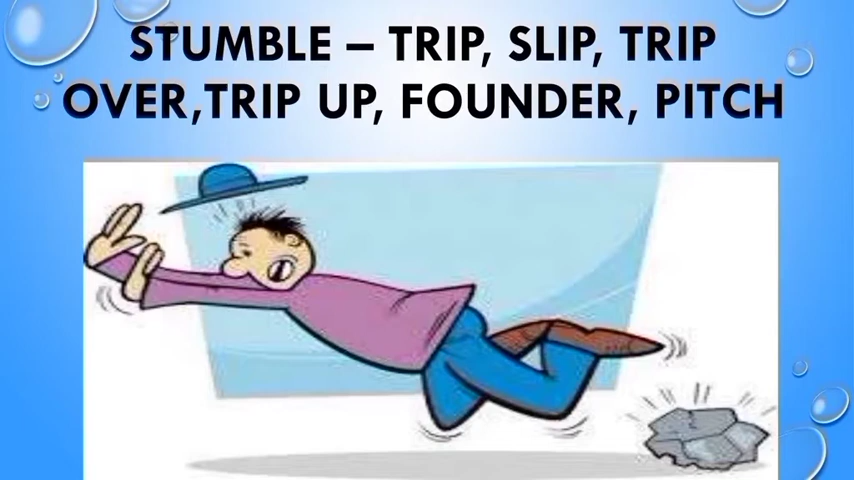 STUMBLE – TRIP, SLIP, TRIP
OVER,TRIP UP, FOUNDER, PITCH